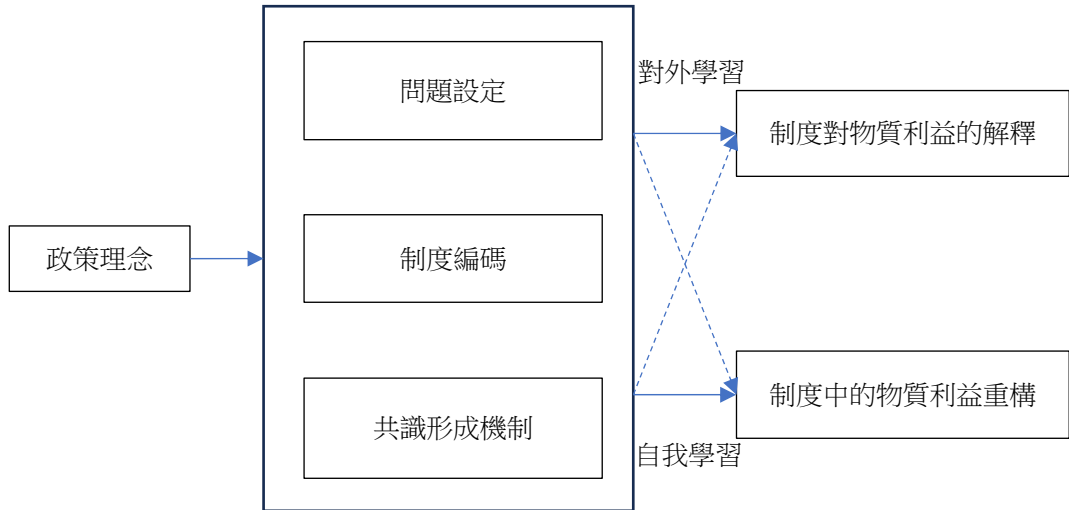 問題設定
對外學習
制度對物質利益的解釋
政策理念
制度編碼
制度中的物質利益重構
共識形成機制
自我學習